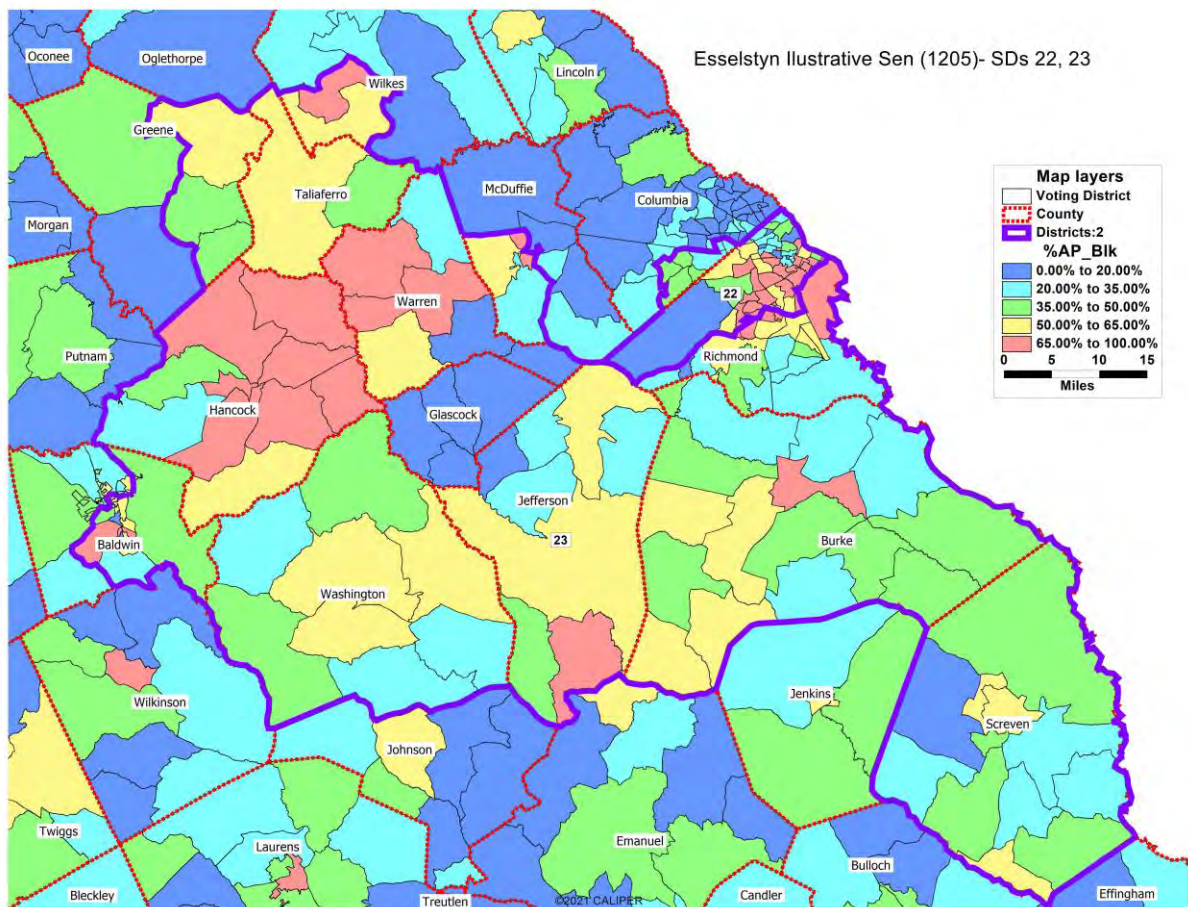 Esselstyn Ilustrative Sen (1205)- SDs 22, 23
Oconee
Oglethorpe
Wilkes
Lincoln
Greene
Taliaferro
McDuffie
Columbia
Morgan
Warren
22
Richmond
Putnam
Hancock
Glascock
Jefferson
23
Baldwin
Burke
Washington
Wilkinson
Jenkins
Screven
Johnson
Twiggs
Laurens
Emanuel
Bulloch
Bleckley
Treutlen
Candler
Effingham
©2021 CALIPER
Map layers
Voting District
County
Districts:2
%AP_Blk
0.00% to 20.00%
20.00% to 35.00%
35.00% to 50.00%
50.00% to 65.00%
65.00% to 100.00%
0 5 10 15
Miles